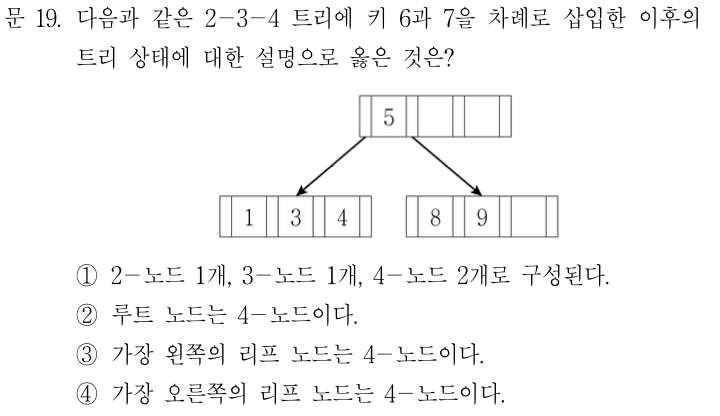 문 19. 다음과 같은 2-3-4 트리에 키 6과 7을 차례로 삽입한 이후의
트리 상태에 대한 설명으로 옳은 것은?
5
1 3 4 8 9
① 2-노드 1개, 3-노드 1개, 4-노드 2개로 구성된다.
② 루트 노드는 4-노드이다.
③ 가장 왼쪽의 리프 노드는 4-노드이다.
④ 가장 오른쪽의 리프 노드는 4-노드이다.